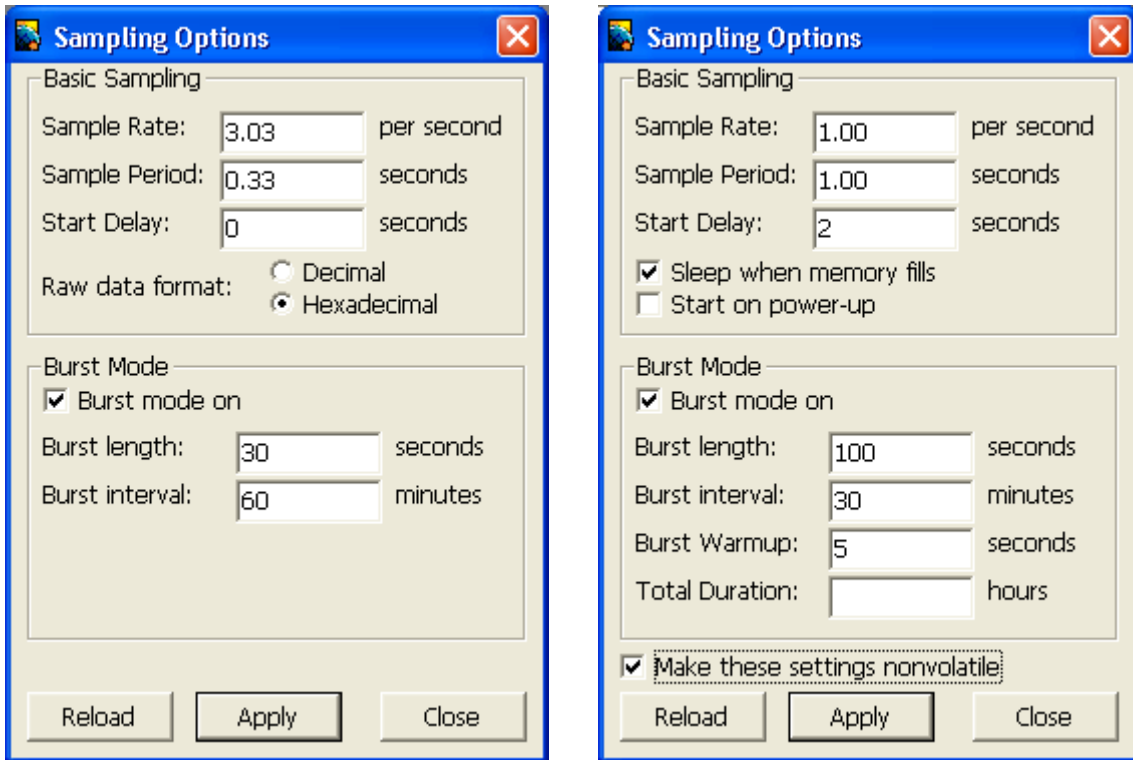 Sampling Options
Basic Sampling
Sample Rate: 3.03 per second
Sample Period: 0.33 seconds
Start Delay: 0 seconds
Raw data format: Decimal
Hexadecimal
Burst Mode
Burst mode on
Burst length: 30 seconds
Burst interval: 60 minutes
Reload Apply Close
Sampling Options
Basic Sampling
Sample Rate: 1.00 per second
Sample Period: 1.00 seconds
Start Delay: 2 seconds
Sleep when memory fills
Start on power-up
Burst Mode
Burst mode on
Burst length: 100 seconds
Burst interval: 30 minutes
Burst Warmup: 5 seconds
Total Duration: hours
Make these settings nonvolatile
Reload Apply Close